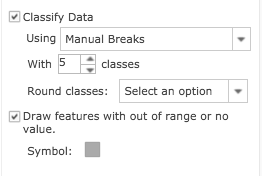 Classify Data
Using Manual Breaks
With 5 classes
Round classes: Select an option
Draw features with out of range or no
value.
Symbol: